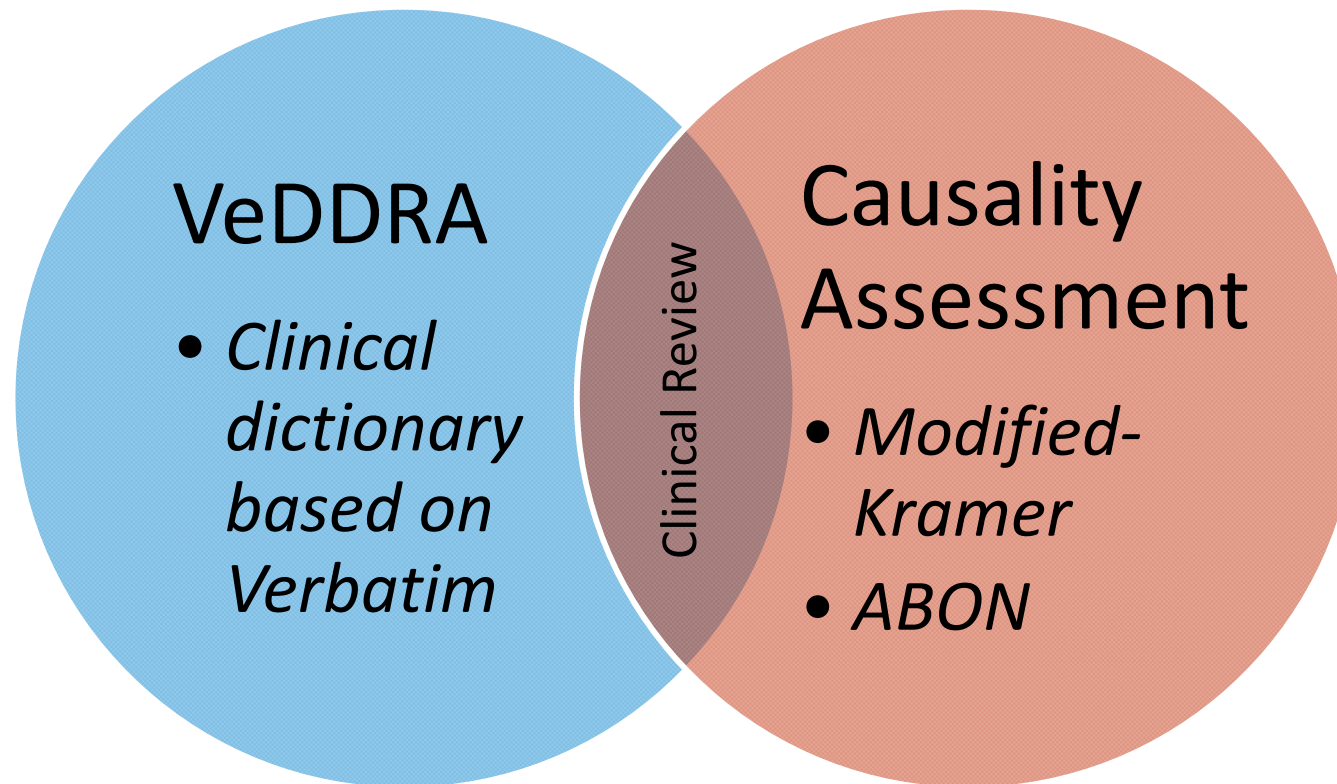 VeDDRA
• Clinical
dictionary
based on
Verbatim
Clinical Review
Causality
Assessment
• Modified-
Kramer
• ABON